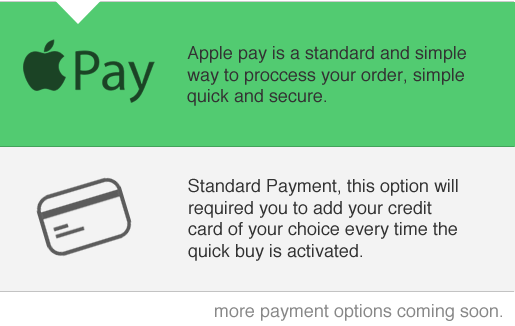 Pay
Apple pay is a standard and simple
way to proccess your order, simple
quick and secure.
Standard Payment, this option will
required you to add your credit
card of your choice every time the
quick buy is activated.
more payment options coming soon.